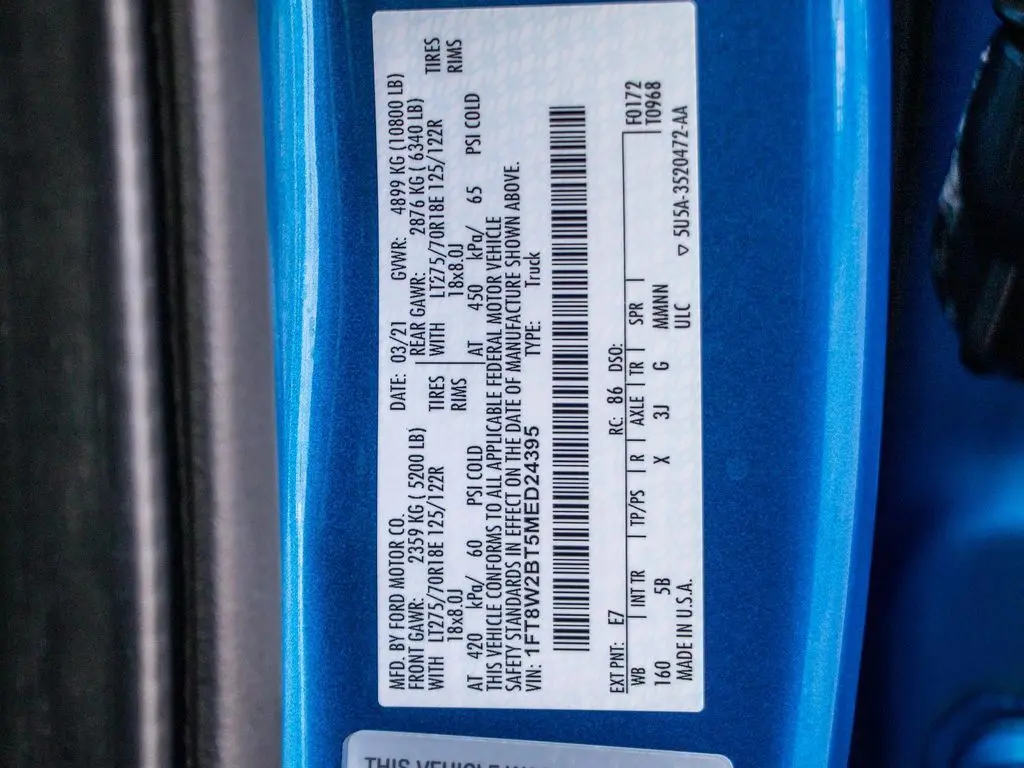 MFD. BY FORD MOTOR CO. DATE: 03/21 GVWR: 4899 KG (10800 LB)
FRONT GAWR: 2359 KG ( 5200 LB) REAR GAWR: 2876 KG ( 6340 LB)
WITH LT275/70R18E 125/122R TIRES WITH LT275/70R18E 125/122R TIRES
18x8.0J RIMS 18x8.0J RIMS
AT 420 kPa/ 60 PSI COLD AT 450 kPa/ 65 PSI COLD
THIS VEHICLE CONFORMS TO ALL APPLICABLE FEDERAL MOTOR VEHICLE
SAFETY STANDARDS IN EFFECT ON THE DATE OF MANUFACTURE SHOWN ABOVE.
VIN: 1FT8W2BT5MED24395 TYPE: Truck
EXT PNT: E7 RC: 86 DSO: F0172
WB INT TR TP/PS R AXLE TR SPR T0968
160 5B X 3J G MMNNN
MADE IN U.S.A. ULC ▽ 5U5A-3520472-AA
THIS VEHICLE